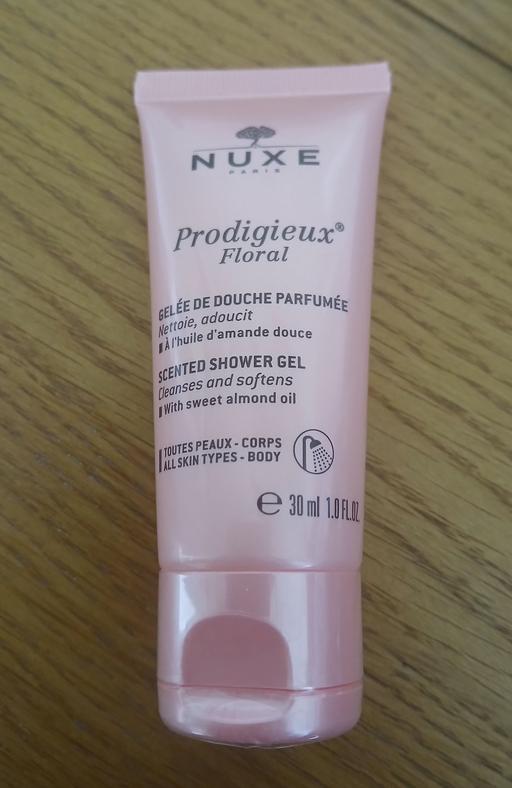 NUXE
PARIS
Prodigieux®
Floral
GELÉE DE DOUCHE PARFUMÉE
Nettoie, adoucit
▮ À l'huile d'amande douce
SCENTED SHOWER GEL
Cleanses and softens
▮ With sweet almond oil
TOUTES PEAUX - CORPS
ALL SKIN TYPES - BODY
℮ 30 ml 1.0 FL.OZ.